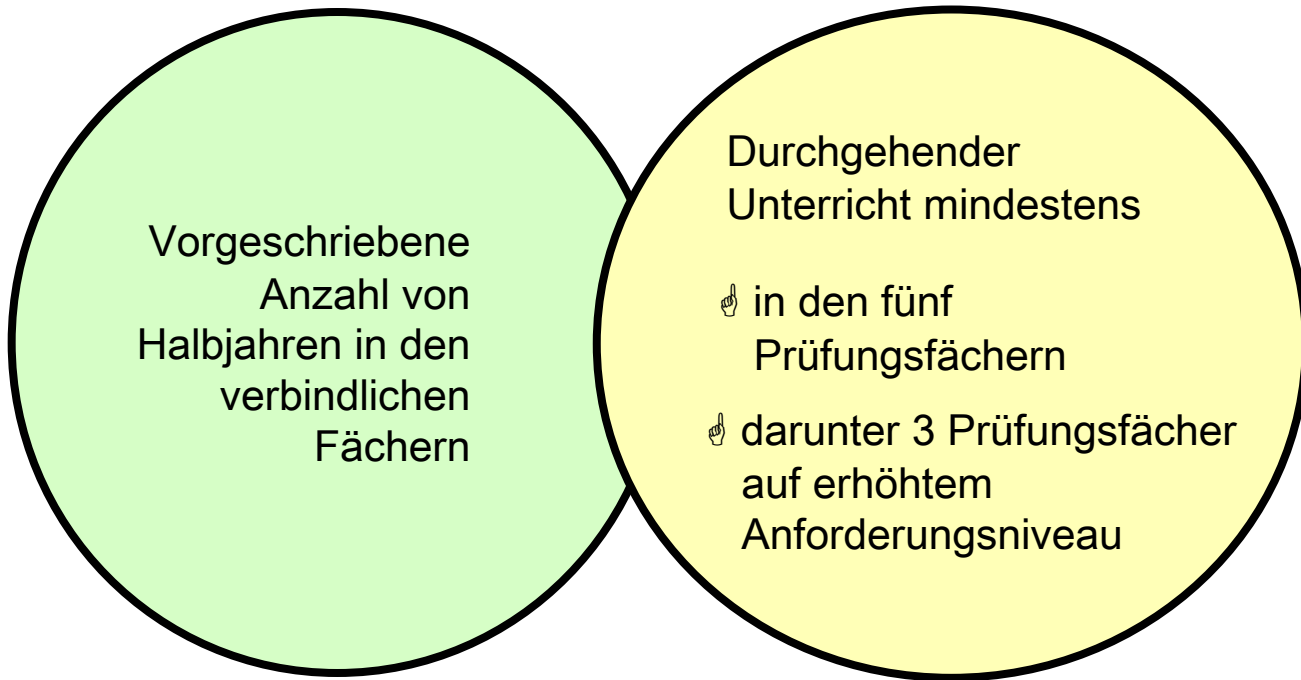 Vorgeschriebene
Anzahl von
Halbjahren in den
verbindlichen
Fächern
Durchgehender
Unterricht mindestens
☝ in den fünf
Prüfungsfächern
☝ darunter 3 Prüfungsfächer
auf erhöhtem
Anforderungsniveau